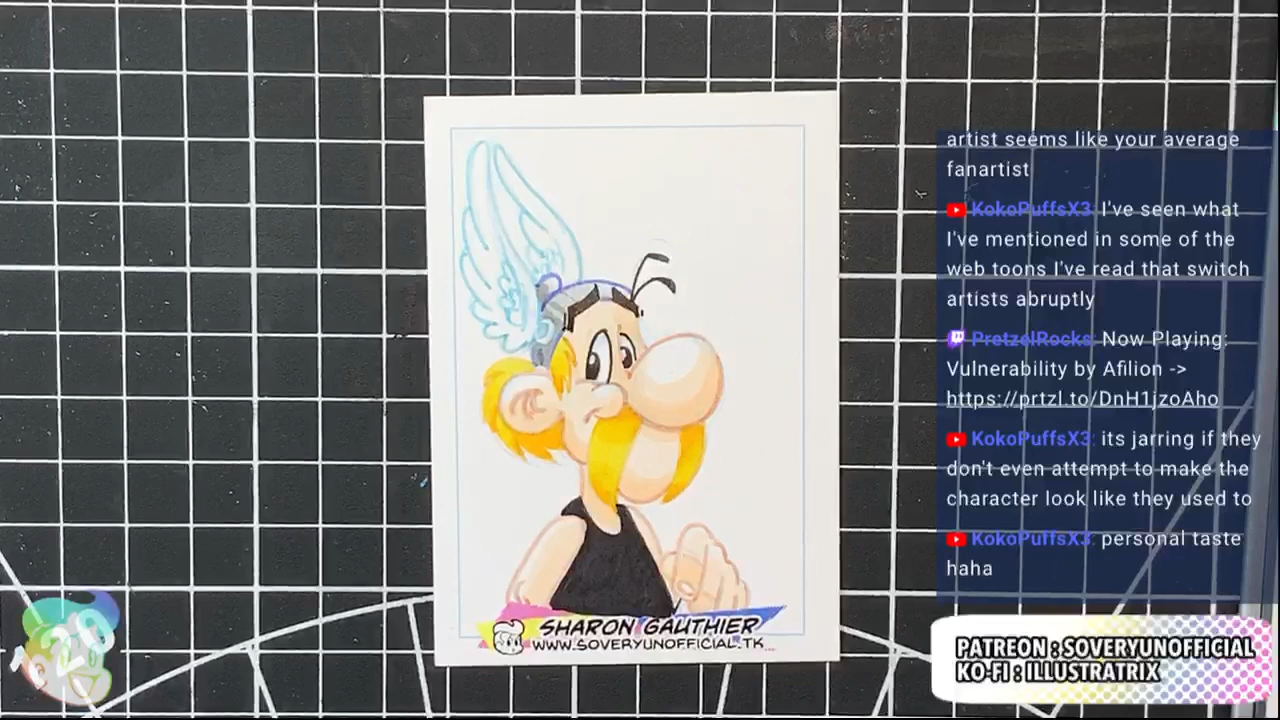 artist seems like your average
fanartist
KokoPuffsX3: I've seen what
I've mentioned in some of the
web toons I've read that switch
artists abruptly
PretzelRocks: Now Playing:
Vulnerability by Afilion ->
https://prtzl.to/DnH1jzoAho
KokoPuffsX3: its jarring if they
don't even attempt to make the
character look like they used to
KokoPuffsX3: personal taste
haha
SHARON GAUTHIER
WWW.SOVERYUNOFFICIAL.TK
120
PATREON : SOVERYUNOFFICIAL
KO-FI : ILLUSTRATRIX